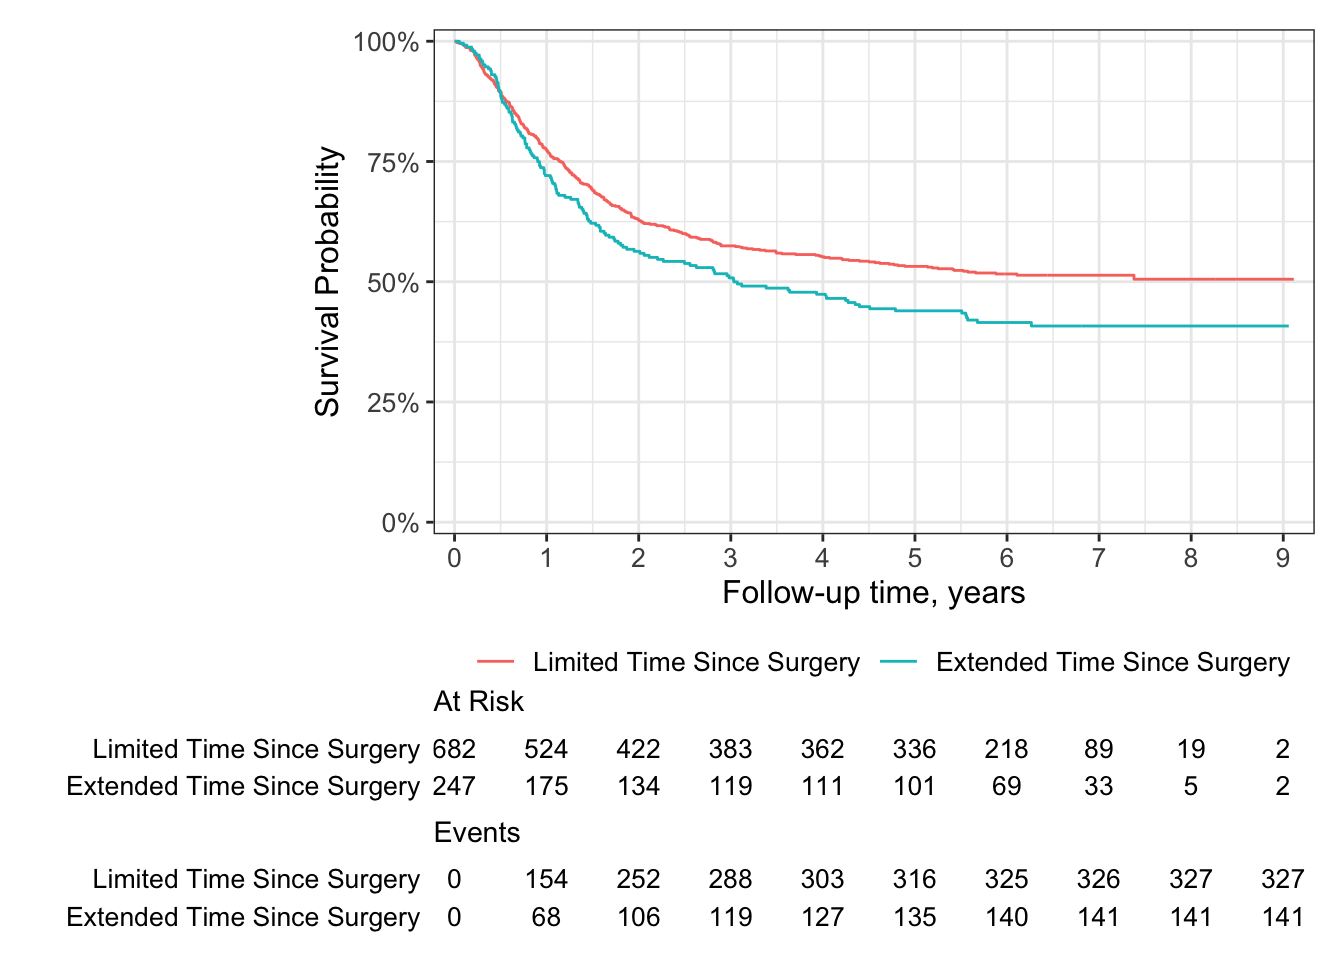 100%
75%
50%
25%
0%
Survival Probability
0 1 2 3 4 5 6 7 8 9
Follow-up time, years
Limited Time Since Surgery Extended Time Since Surgery
At Risk
Limited Time Since Surgery 682 524 422 383 362 336 218 89 19 2
Extended Time Since Surgery 247 175 134 119 111 101 69 33 5 2
Events
Limited Time Since Surgery 0 154 252 288 303 316 325 326 327 327
Extended Time Since Surgery 0 68 106 119 127 135 140 141 141 141